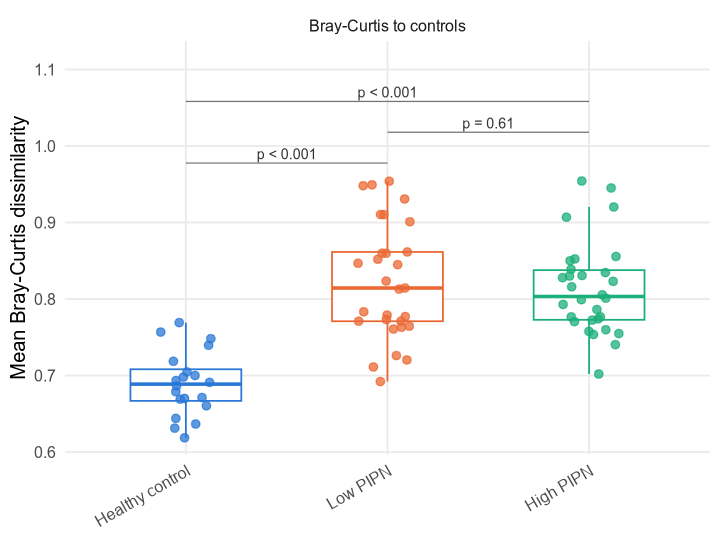 Bray-Curtis to controls
Mean Bray-Curtis dissimilarity
1.1
1.0
0.9
0.8
0.7
0.6
p < 0.001
p = 0.61
p < 0.001
Healthy control
Low PIPN
High PIPN